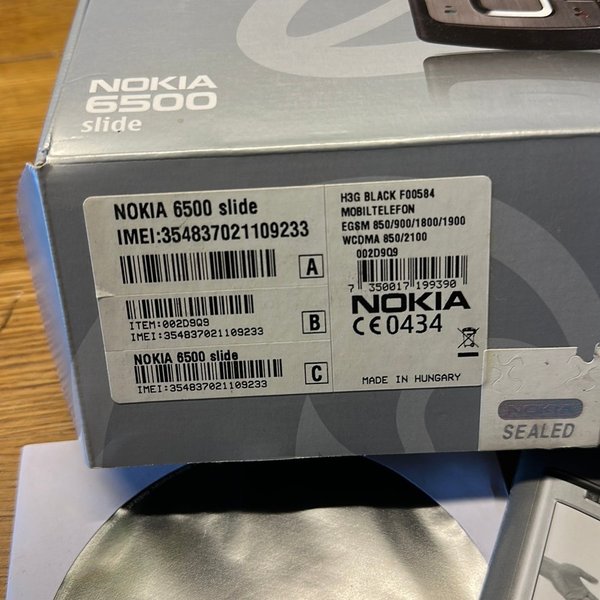 NOKIA
6500
slide
NOKIA 6500 slide
IMEI:354837021109233
A
ITEM:002D9Q9
IMEI:354837021109233
B
NOKIA 6500 slide
IMEI:354837021109233
C
H3G BLACK F00584
MOBILTELEFON
EGSM 850/900/1800/1900
WCDMA 850/2100
002D9Q9
7 350017 199390
NOKIA
CE0434
MADE IN HUNGARY
NOKIA
SEALED